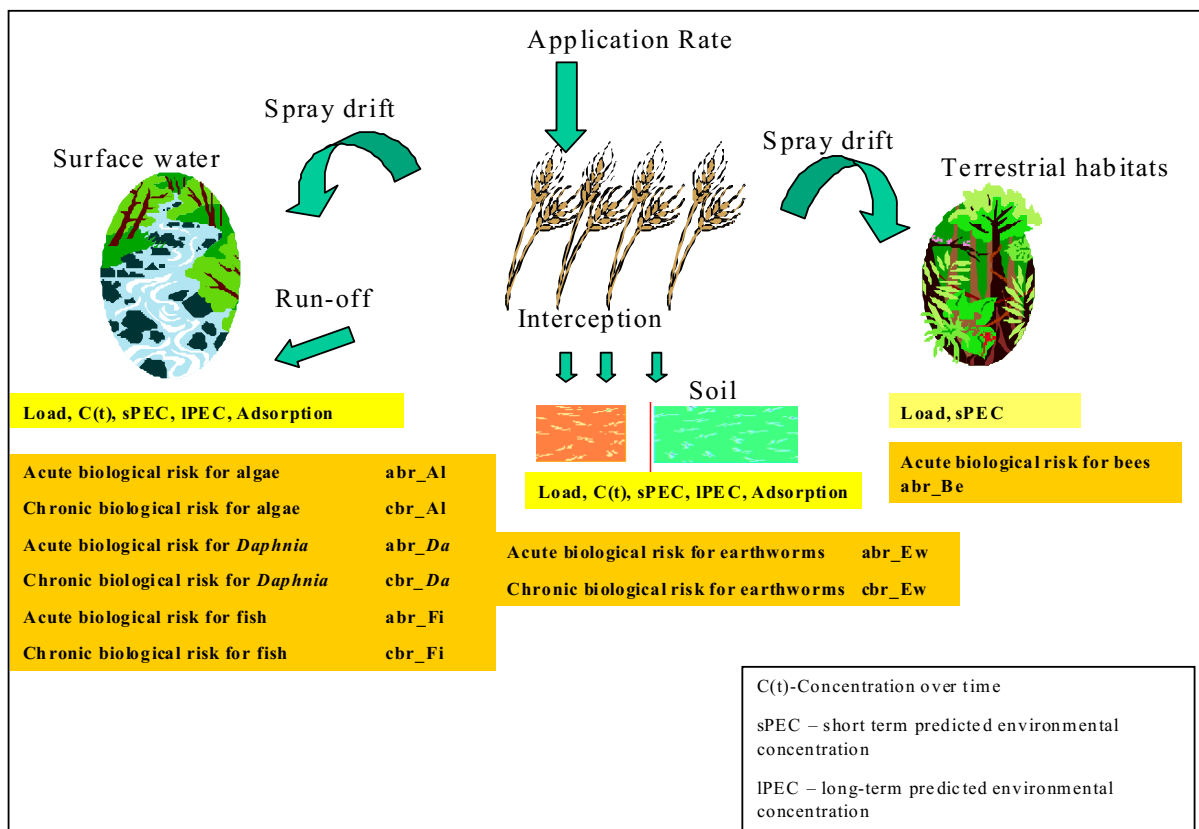 Application Rate
Spray drift
Spray drift
Surface water
Terrestrial habitats
Run-off
Interception
Soil
Load, C(t), sPEC, lPEC, Adsorption
Load, sPEC
Load, C(t), sPEC, lPEC, Adsorption
Acute biological risk for algae abr_Al
Chronic biological risk for algae cbr_Al
Acute biological risk for Daphnia abr_Da
Chronic biological risk for Daphnia cbr_Da
Acute biological risk for fish abr_Fi
Chronic biological risk for fish cbr_Fi
Acute biological risk for earthworms abr_Ew
Chronic biological risk for earthworms cbr_Ew
Acute biological risk for bees
abr_Be
C(t)-Concentration over time
sPEC – short term predicted environmental
concentration
lPEC – long-term predicted environmental
concentration